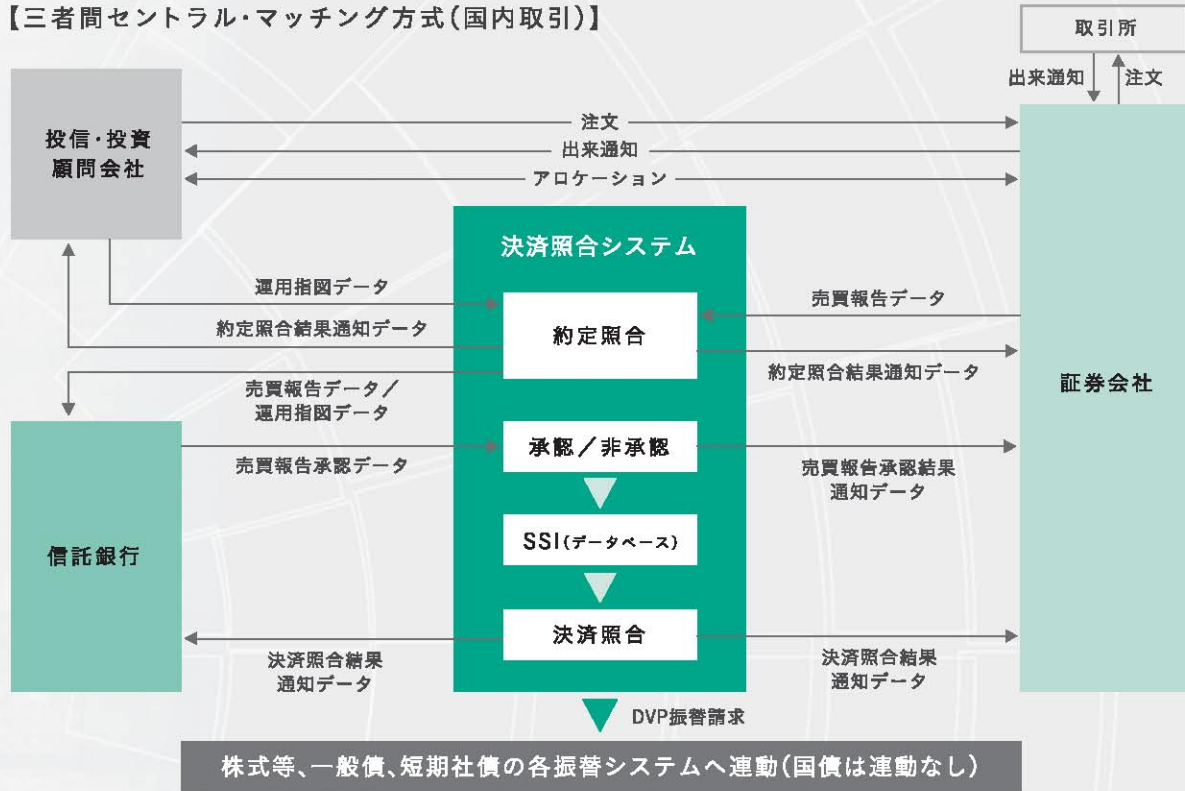 【三者間セントラル・マッチング方式(国内取引)】
取引所
出来通知
注文
投信・投資
顧問会社
注文
出来通知
アロケーション
決済照合システム
運用指図データ
約定照合結果通知データ
約定照合
売買報告データ
約定照合結果通知データ
証券会社
売買報告データ／
運用指図データ
信託銀行
売買報告承認データ
承認／非承認
売買報告承認結果
通知データ
SSI(データベース)
決済照合
決済照合結果
通知データ
決済照合結果
通知データ
DVP振替請求
株式等、一般債、短期社債の各振替システムへ連動(国債は連動なし)